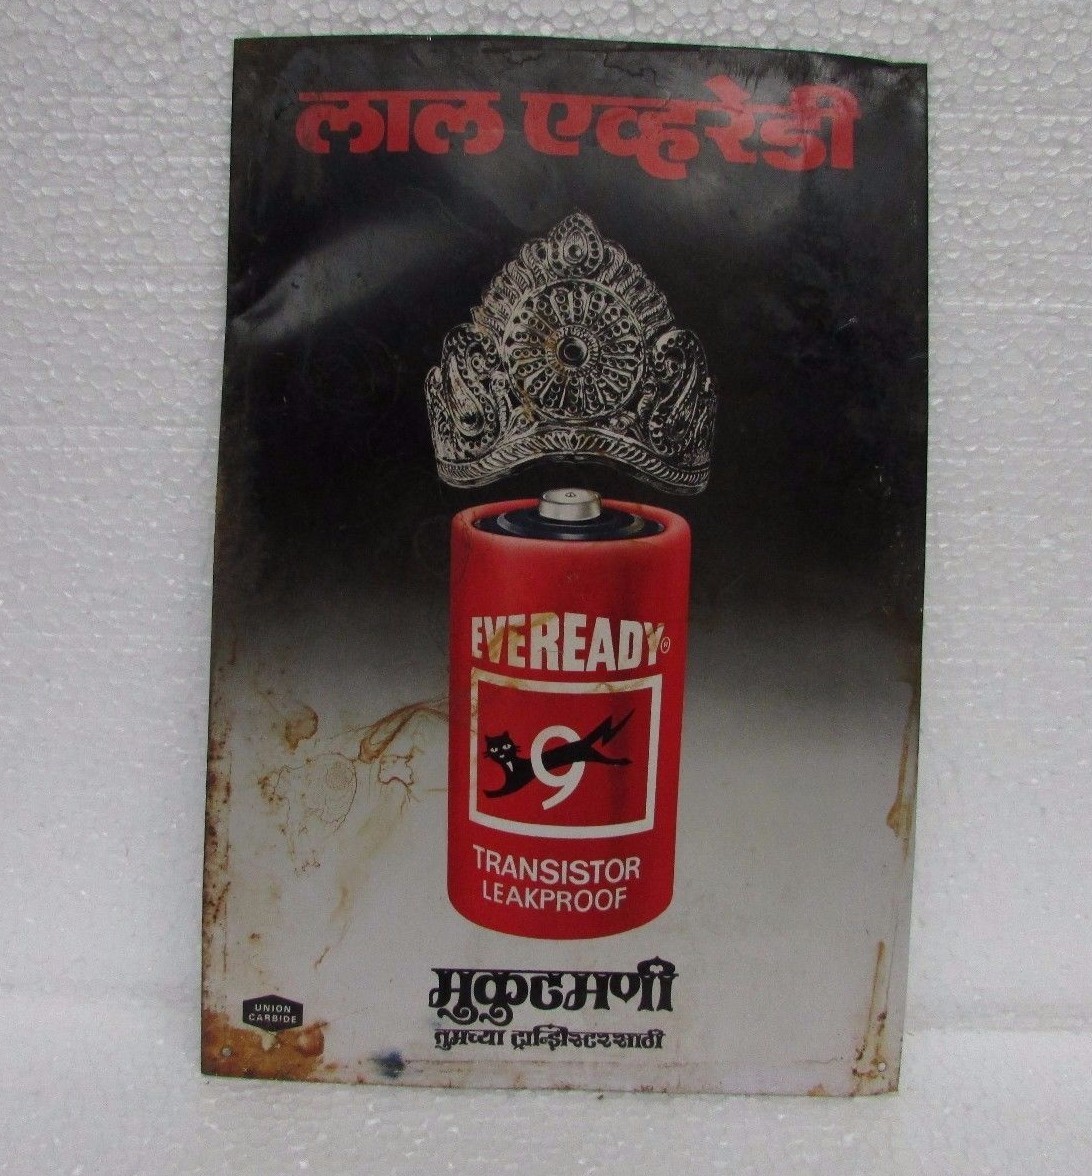 लाल एव्हरेडी
EVEREADY®
9
TRANSISTOR
LEAKPROOF
मुकुटमणी
तुमच्या ट्रान्झिस्टरसाठी
UNION
CARBIDE